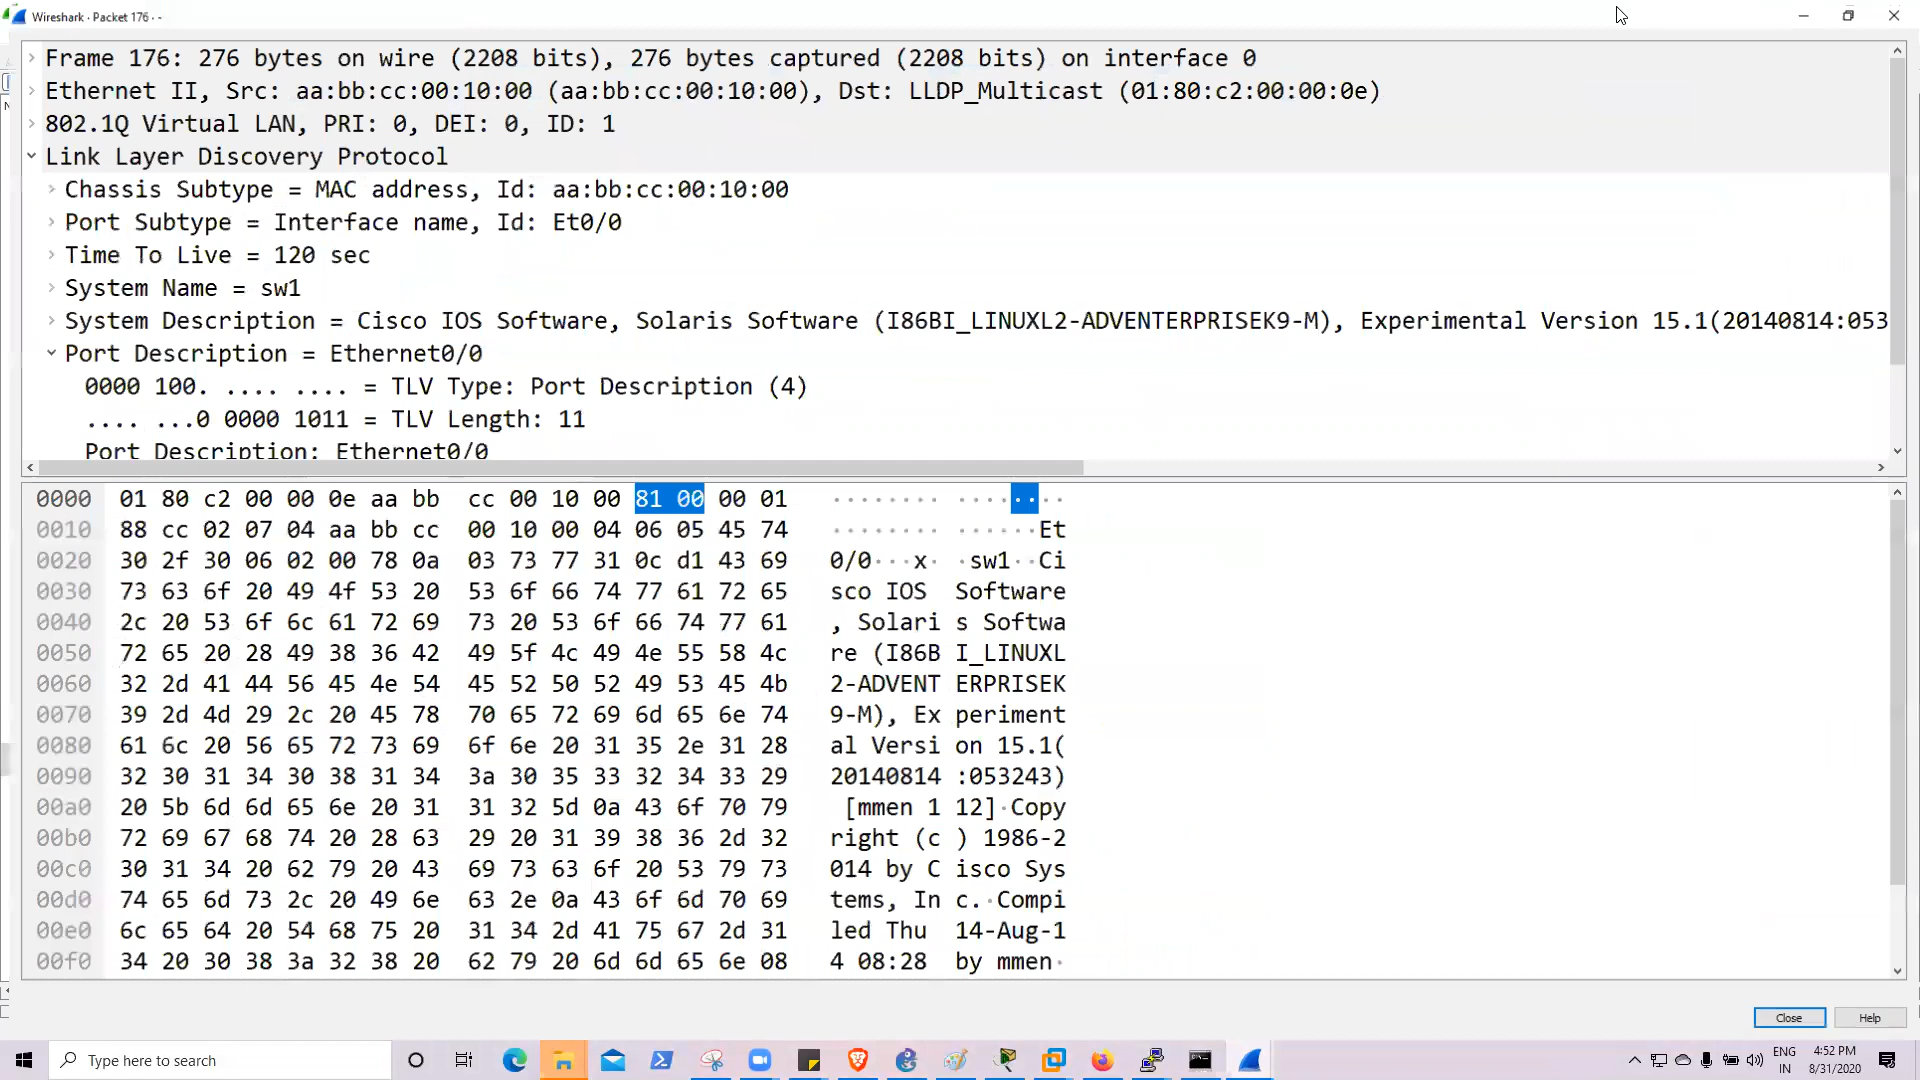 Wireshark · Packet 176 · -
Frame 176: 276 bytes on wire (2208 bits), 276 bytes captured (2208 bits) on interface 0
Ethernet II, Src: aa:bb:cc:00:10:00 (aa:bb:cc:00:10:00), Dst: LLDP_Multicast (01:80:c2:00:00:0e)
802.1Q Virtual LAN, PRI: 0, DEI: 0, ID: 1
Link Layer Discovery Protocol
Chassis Subtype = MAC address, Id: aa:bb:cc:00:10:00
Port Subtype = Interface name, Id: Et0/0
Time To Live = 120 sec
System Name = sw1
System Description = Cisco IOS Software, Solaris Software (I86BI_LINUXL2-ADVENTERPRISEK9-M), Experimental Version 15.1(20140814:053
Port Description = Ethernet0/0
0000 100. .... .... = TLV Type: Port Description (4)
.... ...0 0000 1011 = TLV Length: 11
Port Description: Ethernet0/0
0000 01 80 c2 00 00 0e aa bb cc 00 10 00 81 00 00 01 ········ ········
0010 88 cc 02 07 04 aa bb cc 00 10 00 04 06 05 45 74 ········ ······Et
0020 30 2f 30 06 02 00 78 0a 03 73 77 31 0c d1 43 69 0/0···x· ·sw1··Ci
0030 73 63 6f 20 49 4f 53 20 53 6f 66 74 77 61 72 65 sco IOS Software
0040 2c 20 53 6f 6c 61 72 69 73 20 53 6f 66 74 77 61 , Solari s Softwa
0050 72 65 20 28 49 38 36 42 49 5f 4c 49 4e 55 58 4c re (I86B I_LINUXL
0060 32 2d 41 44 56 45 4e 54 45 52 50 52 49 53 45 4b 2-ADVENT ERPRISEK
0070 39 2d 4d 29 2c 20 45 78 70 65 72 69 6d 65 6e 74 9-M), Ex periment
0080 61 6c 20 56 65 72 73 69 6f 6e 20 31 35 2e 31 28 al Versi on 15.1(
0090 32 30 31 34 30 38 31 34 3a 30 35 33 32 34 33 29 20140814 :053243)
00a0 20 5b 6d 6d 65 6e 20 31 31 32 5d 0a 43 6f 70 79 [mmen 1 12]·Copy
00b0 72 69 67 68 74 20 28 63 29 20 31 39 38 36 2d 32 right (c ) 1986-2
00c0 30 31 34 20 62 79 20 43 69 73 63 6f 20 53 79 73 014 by C isco Sys
00d0 74 65 6d 73 2c 20 49 6e 63 2e 0a 43 6f 6d 70 69 tems, In c.·Compi
00e0 6c 65 64 20 54 68 75 20 31 34 2d 41 75 67 2d 31 led Thu 14-Aug-1
00f0 34 20 30 38 3a 32 38 20 62 79 20 6d 6d 65 6e 08 4 08:28 by mmen·
Close
Help
Type here to search
ENG
IN
4:52 PM
8/31/2020